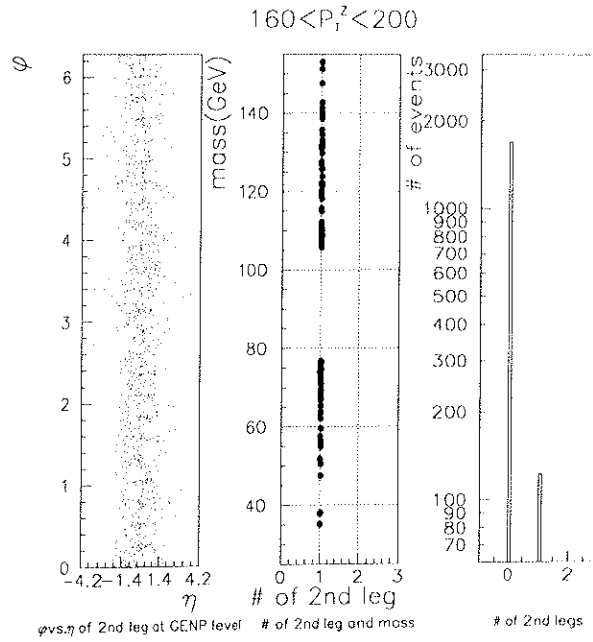 160<P_T^2<200
φ
6
5
4
3
2
1
0
-4.2 -1.4 1.4 4.2
η
φvs.η of 2nd leg at GENP level
mass(GeV)
140
120
100
80
60
40
0 1 2 3
# of 2nd leg
# of 2nd leg and mass
# of events
3000
2000
1000
900
800
700
600
500
400
300
200
100
90
80
70
0 2
# of 2nd legs